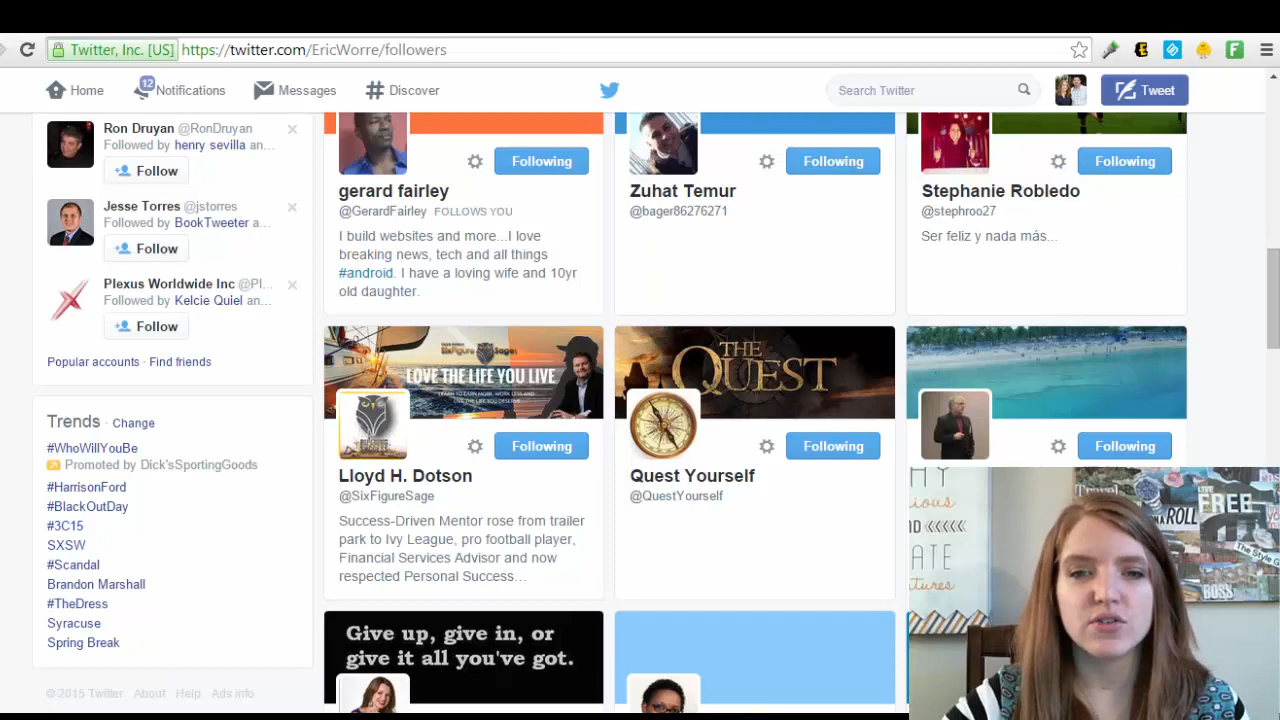 Twitter, Inc. [US] https://twitter.com/EricWorre/followers
Home 12 Notifications Messages Discover Search Twitter Tweet
Ron Druyan @RonDruyan
Followed by henry sevilla an...
Follow
Jesse Torres @jstorres
Followed by BookTweeter a...
Follow
Plexus Worldwide Inc @Pl...
Followed by Kelcie Quiel an...
Follow
Popular accounts · Find friends
Trends · Change
#WhoWillYouBe
Promoted by Dick'sSportingGoods
#HarrisonFord
#BlackOutDay
#3C15
SXSW
#Scandal
Brandon Marshall
#TheDress
Syracuse
Spring Break
© 2015 Twitter About Help Ads info
Following
gerard fairley
@GerardFairley FOLLOWS YOU
I build websites and more...I love
breaking news, tech and all things
#android. I have a loving wife and 10yr
old daughter.
Following
Zuhat Temur
@bager86276271
Following
Stephanie Robledo
@stephroo27
Ser feliz y nada más...
SixFigureSage
LOVE THE LIFE YOU LIVE
Following
Lloyd H. Dotson
@SixFigureSage
Success-Driven Mentor rose from trailer
park to Ivy League, pro football player,
Financial Services Advisor and now
respected Personal Success...
THE
QUEST
Following
Quest Yourself
@QuestYourself
Following
Give up, give in, or
give it all you've got.
Travel
FREE
ROLL
The Style
BOSS